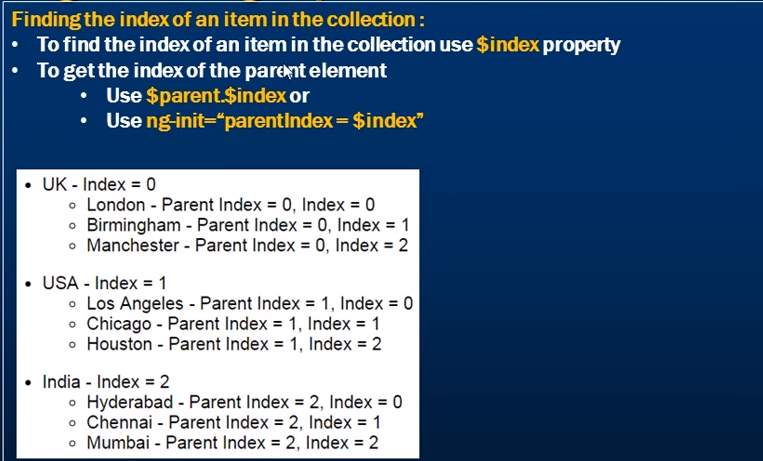 Finding the index of an item in the collection :
• To find the index of an item in the collection use $index property
• To get the index of the parent element
• Use $parent.$index or
• Use ng-init=“parentIndex = $index”
• UK - Index = 0
○ London - Parent Index = 0, Index = 0
○ Birmingham - Parent Index = 0, Index = 1
○ Manchester - Parent Index = 0, Index = 2
• USA - Index = 1
○ Los Angeles - Parent Index = 1, Index = 0
○ Chicago - Parent Index = 1, Index = 1
○ Houston - Parent Index = 1, Index = 2
• India - Index = 2
○ Hyderabad - Parent Index = 2, Index = 0
○ Chennai - Parent Index = 2, Index = 1
○ Mumbai - Parent Index = 2, Index = 2